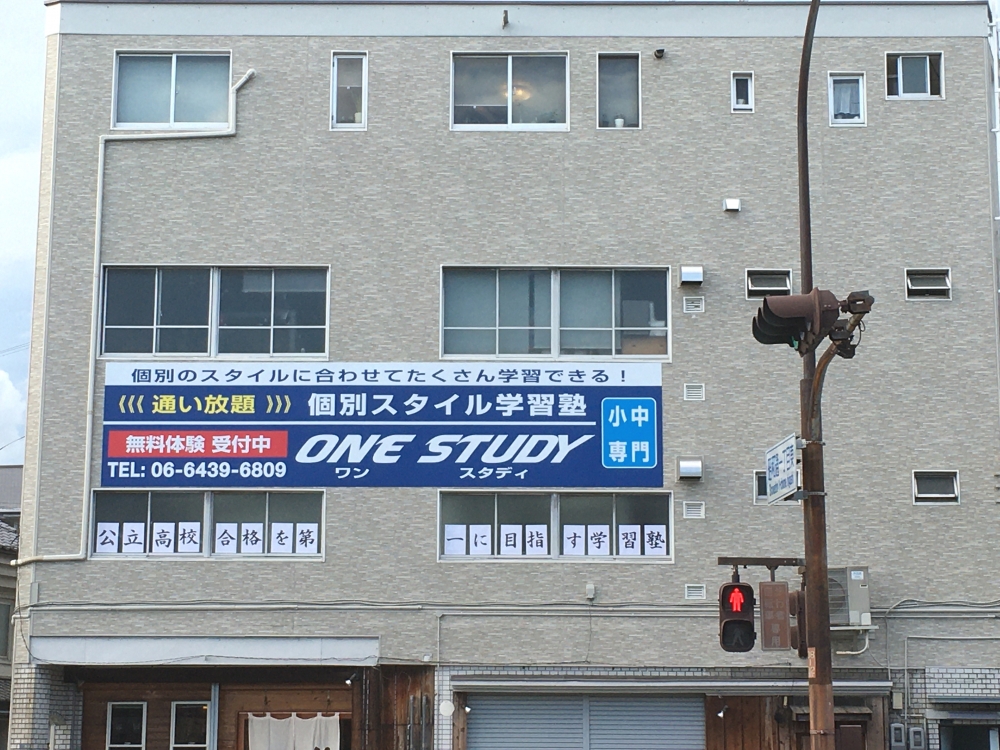 個別のスタイルに合わせてたくさん学習できる!
((( 通い放題 ))) 個別スタイル学習塾
小中
専門
無料体験 受付中
ONE STUDY
TEL: 06-6439-6809
ワン スタディ
公立高校 合格を第一に目指す学習塾